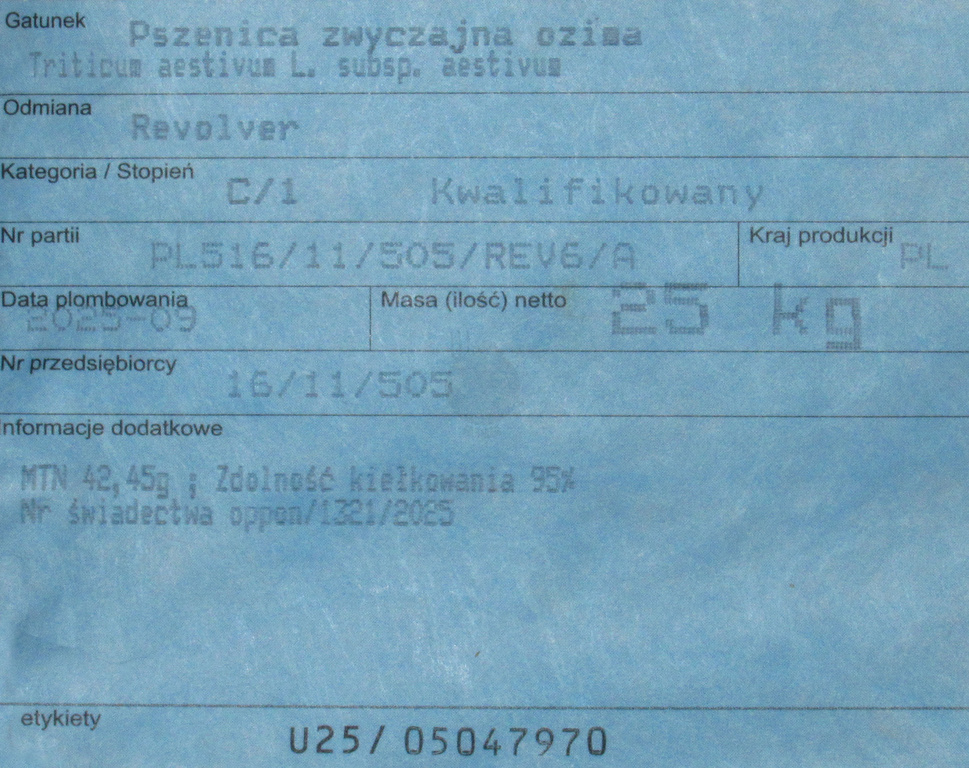 Gatunek Pszenica zwyczajna ozima
Triticum aestivum L. subsp. aestivum
Odmiana Revolver
Kategoria / Stopień C/1 Kwalifikowany
Nr partii PL516/11/505/REV6/A Kraj produkcji PL
Data plombowania 2025-09 Masa (ilość) netto 25 kg
Nr przedsiębiorcy 16/11/505
nformacje dodatkowe
MTN 42,45g ; Zdolność kiełkowania 95%
Nr świadectwa oppon/1321/2025
etykiety U25/ 05047970